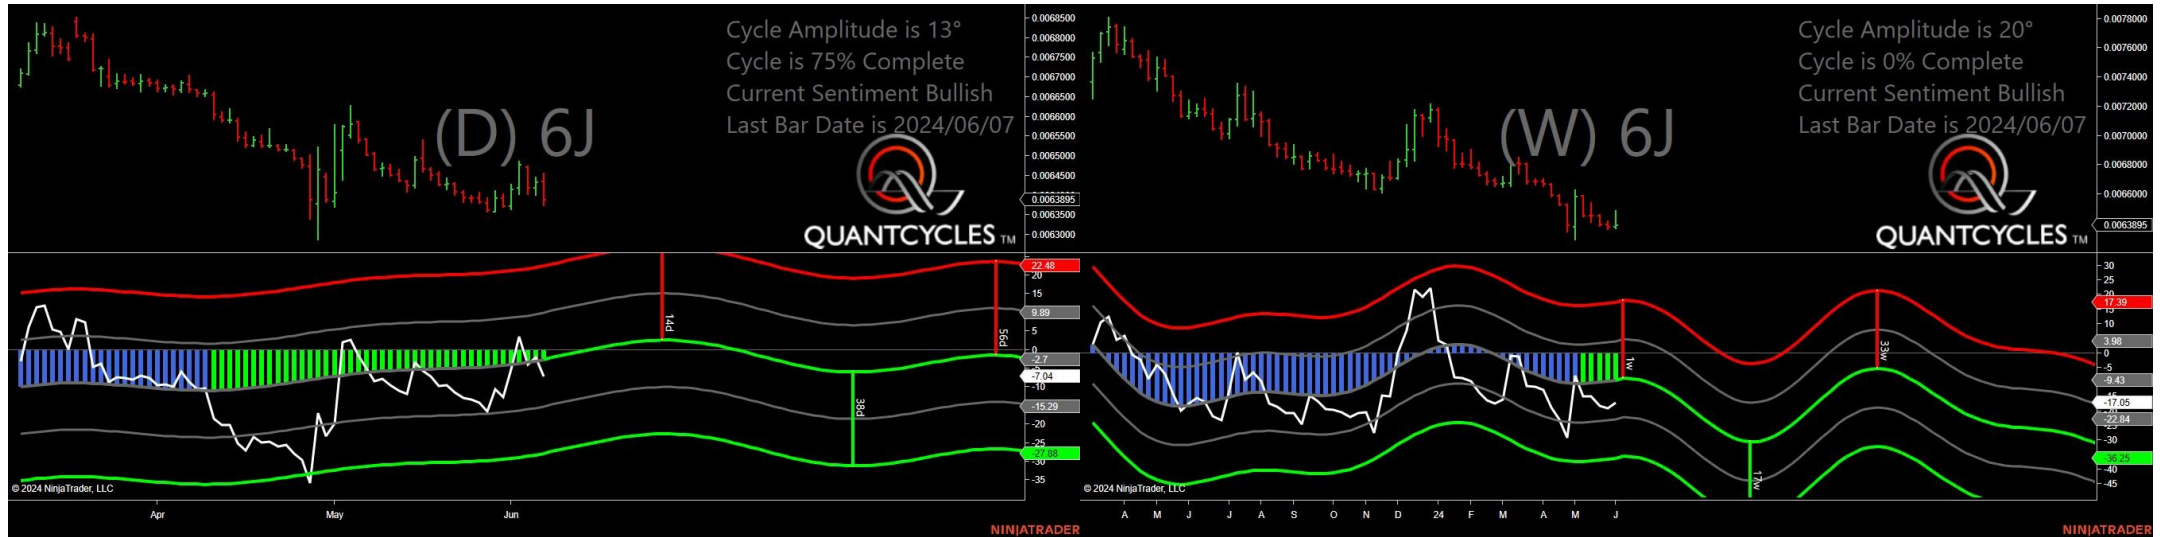 Cycle Amplitude is 13°
Cycle is 75% Complete
Current Sentiment Bullish
Last Bar Date is 2024/06/07
(D) 6J
QUANTCYCLES TM
0.0068500
0.0068000
0.0067500
0.0067000
0.0066500
0.0066000
0.0065500
0.0065000
0.0064500
0.0063895
0.0063500
0.0063000
22.48
20
15
9.89
5
0
-2.7
-7.04
-10
-15.29
-20
-25
-27.88
-30
-35
14d
38d
56d
© 2024 NinjaTrader, LLC
Apr May Jun
NINJATRADER
Cycle Amplitude is 20°
Cycle is 0% Complete
Current Sentiment Bullish
Last Bar Date is 2024/06/07
(W) 6J
QUANTCYCLES TM
0.0078000
0.0076000
0.0074000
0.0072000
0.0070000
0.0068000
0.0066000
0.0063895
30
25
20
17.39
15
10
3.98
0
-5
-9.43
-17.05
-22.84
-25
-30
-36.25
-40
-45
1w
17w
33w
© 2024 NinjaTrader, LLC
A M J J A S O N D 24 F M A M J
NINJATRADER